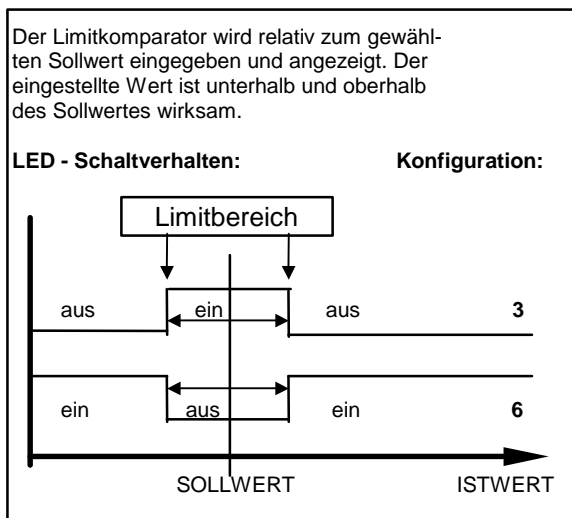 Der Limitkomparator wird relativ zum gewähl-
ten Sollwert eingegeben und angezeigt. Der
eingestellte Wert ist unterhalb und oberhalb
des Sollwertes wirksam.
LED - Schaltverhalten: Konfiguration:
Limitbereich
aus ein aus 3
ein aus ein 6
SOLLWERT ISTWERT